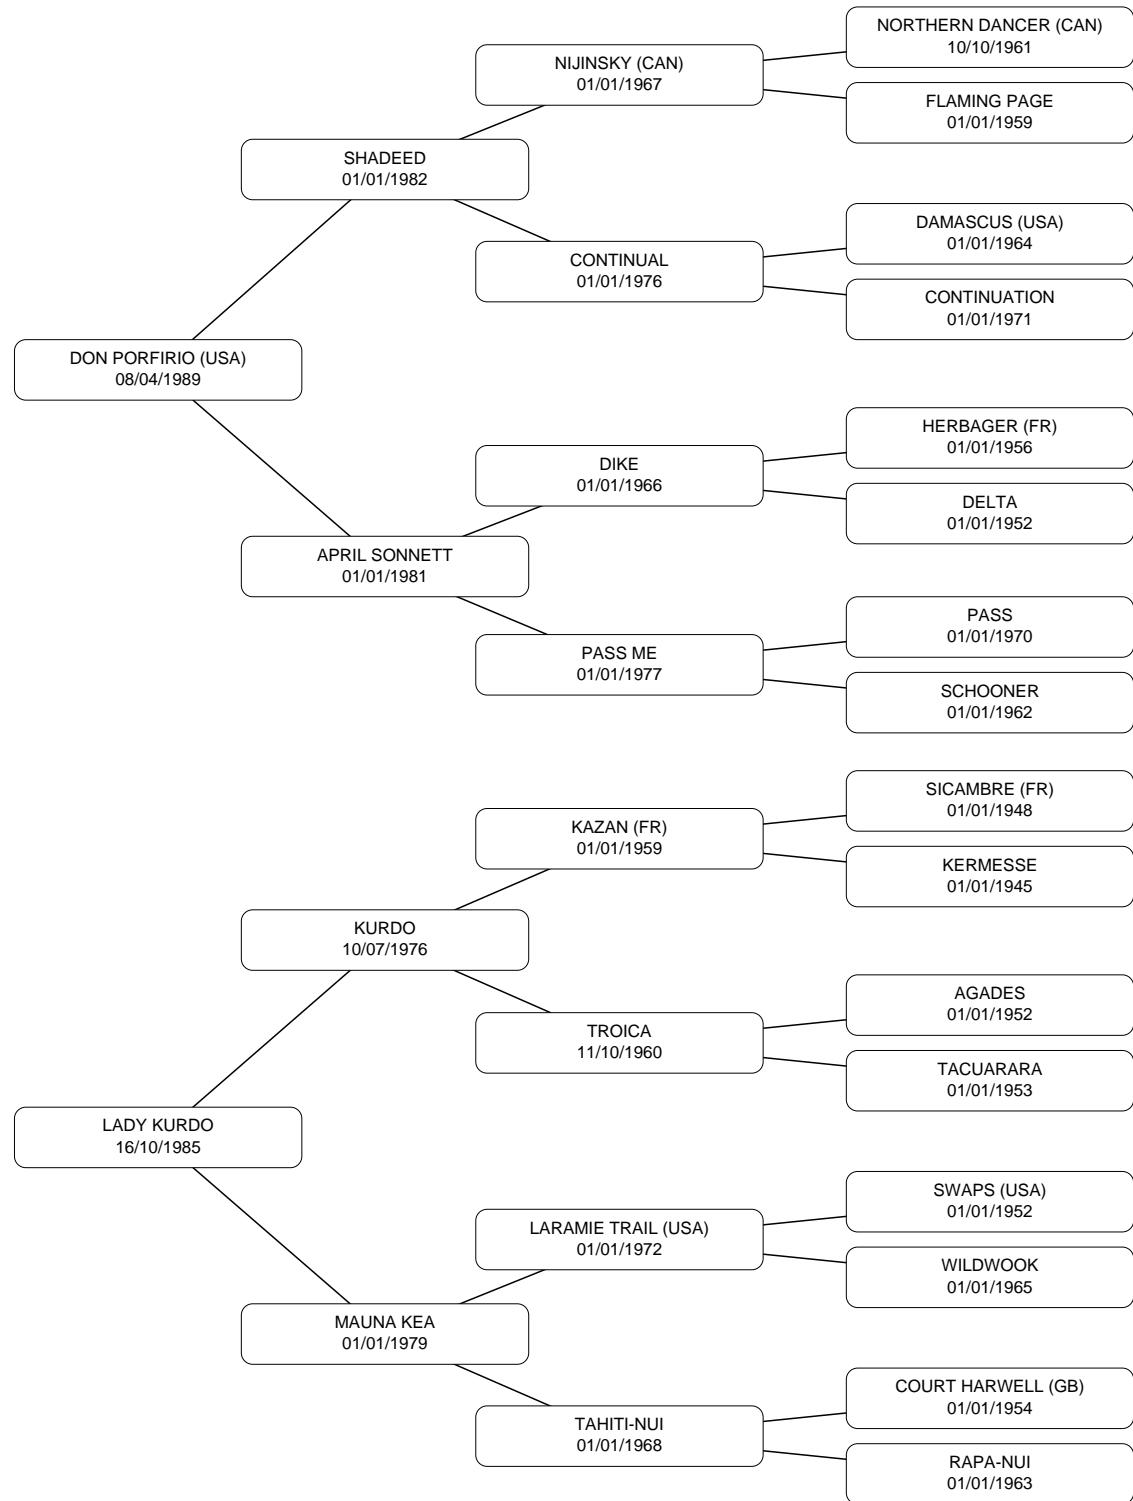 NORTHERN DANCER (CAN)
10/10/1961
NIJINSKY (CAN)
01/01/1967
FLAMING PAGE
01/01/1959
SHADEED
01/01/1982
DAMASCUS (USA)
01/01/1964
CONTINUAL
01/01/1976
CONTINUATION
01/01/1971
DON PORFIRIO (USA)
08/04/1989
HERBAGER (FR)
01/01/1956
DIKE
01/01/1966
DELTA
01/01/1952
APRIL SONNETT
01/01/1981
PASS
01/01/1970
PASS ME
01/01/1977
SCHOONER
01/01/1962
SICAMBRE (FR)
01/01/1948
KAZAN (FR)
01/01/1959
KERMESSE
01/01/1945
KURDO
10/07/1976
AGADES
01/01/1952
TROICA
11/10/1960
TACUARARA
01/01/1953
LADY KURDO
16/10/1985
SWAPS (USA)
01/01/1952
LARAMIE TRAIL (USA)
01/01/1972
WILDWOOK
01/01/1965
MAUNA KEA
01/01/1979
COURT HARWELL (GB)
01/01/1954
TAHITI-NUI
01/01/1968
RAPA-NUI
01/01/1963